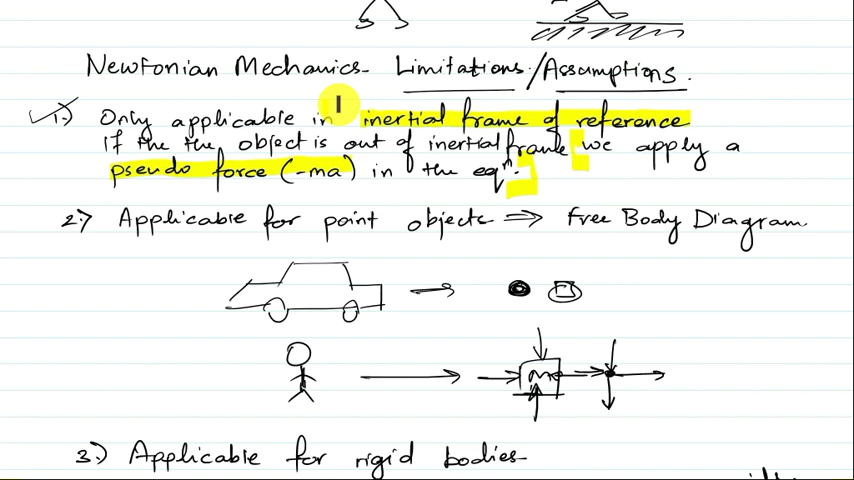 Newtonian Mechanics - Limitations / Assumptions.
1.) Only applicable in inertial frame of reference
If the the object is out of inertial frame we apply a
pseudo force (-ma) in the eqn.
2.) Applicable for point objects ⇒ Free Body Diagram
m
3.) Applicable for rigid bodies